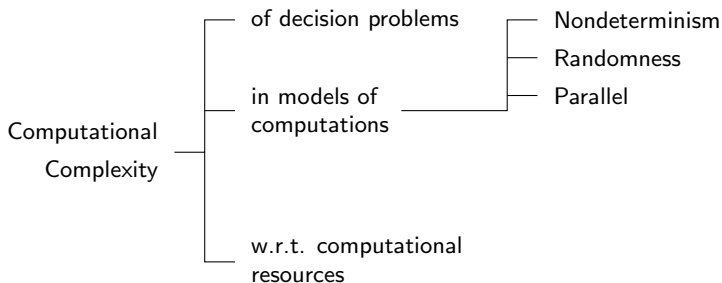 Computational
Complexity
of decision problems
in models of
computations
Nondeterminism
Randomness
Parallel
w.r.t. computational
resources